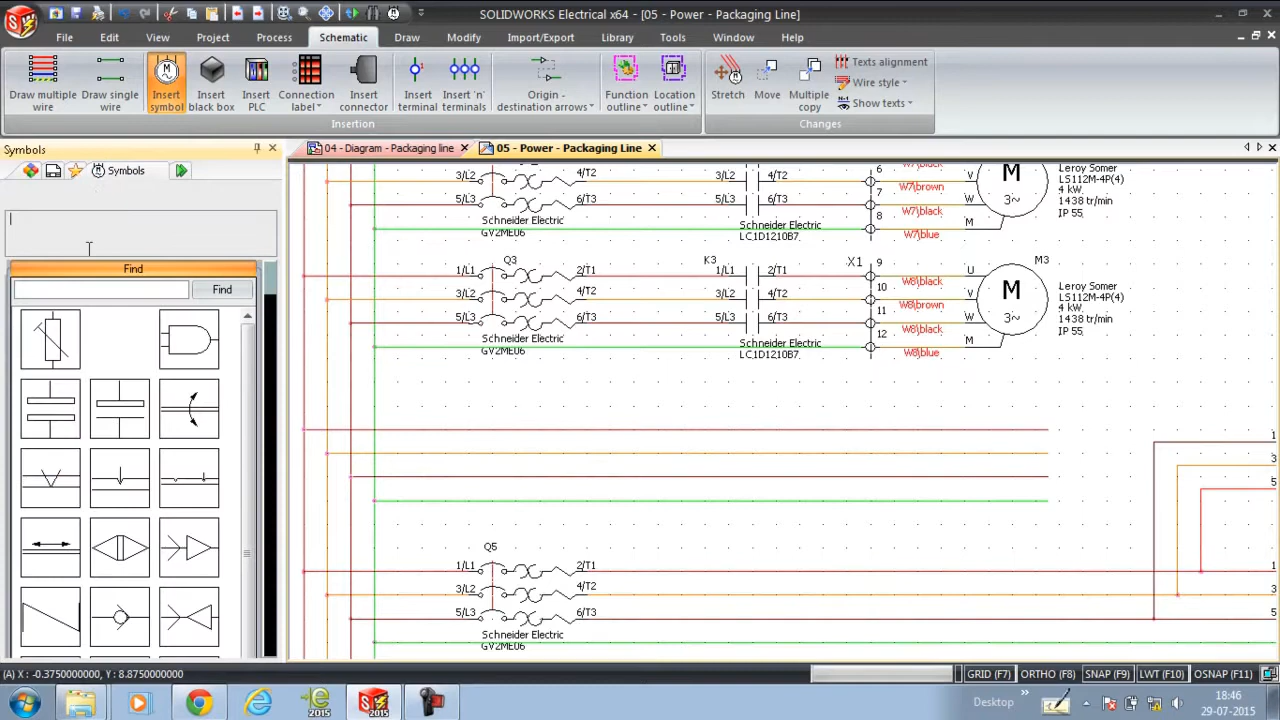 SOLIDWORKS Electrical x64 - [05 - Power - Packaging Line]
File Edit View Project Process Schematic Draw Modify Import/Export Library Tools Window Help
Draw multiple wire
Draw single wire
Insert symbol
Insert black box
Insert PLC
Connection label
Insert connector
Insert terminal
Insert 'n' terminals
Origin - destination arrows
Function outline
Location outline
Stretch
Move
Multiple copy
Texts alignment
Wire style
Show texts
Insertion
Changes
Symbols
04 - Diagram - Packaging line
05 - Power - Packaging Line
Symbols
Find
Find
6
3/L2 4/T2 3/L2 4/T2 W7\brown V
7
5/L3 6/T3 5/L3 6/T3 W7\black W
8
W7\blue M
Schneider Electric
GV2ME06
Schneider Electric
LC1D1210B7
M
3~
Leroy Somer
LS112M-4P(4)
4 kW
1438 tr/min
IP 55
Q3 K3 X1 9 M3
1/L1 2/T1 1/L1 2/T1 W8\black U
10
3/L2 4/T2 3/L2 4/T2 W8\brown V
11
5/L3 6/T3 5/L3 6/T3 W8\black W
12
W8\blue M
Schneider Electric
GV2ME06
Schneider Electric
LC1D1210B7
M
3~
Leroy Somer
LS112M-4P(4)
4 kW
1438 tr/min
IP 55
1
3
5
Q5
1/L1 2/T1 1
3/L2 4/T2 3
5/L3 6/T3 5
Schneider Electric
GV2ME06
(A) X : -0.3750000000, Y : 8.8750000000
GRID (F7) ORTHO (F8) SNAP (F9) LWT (F10) OSNAP (F11)
2015
2015
Desktop
18:46
29-07-2015